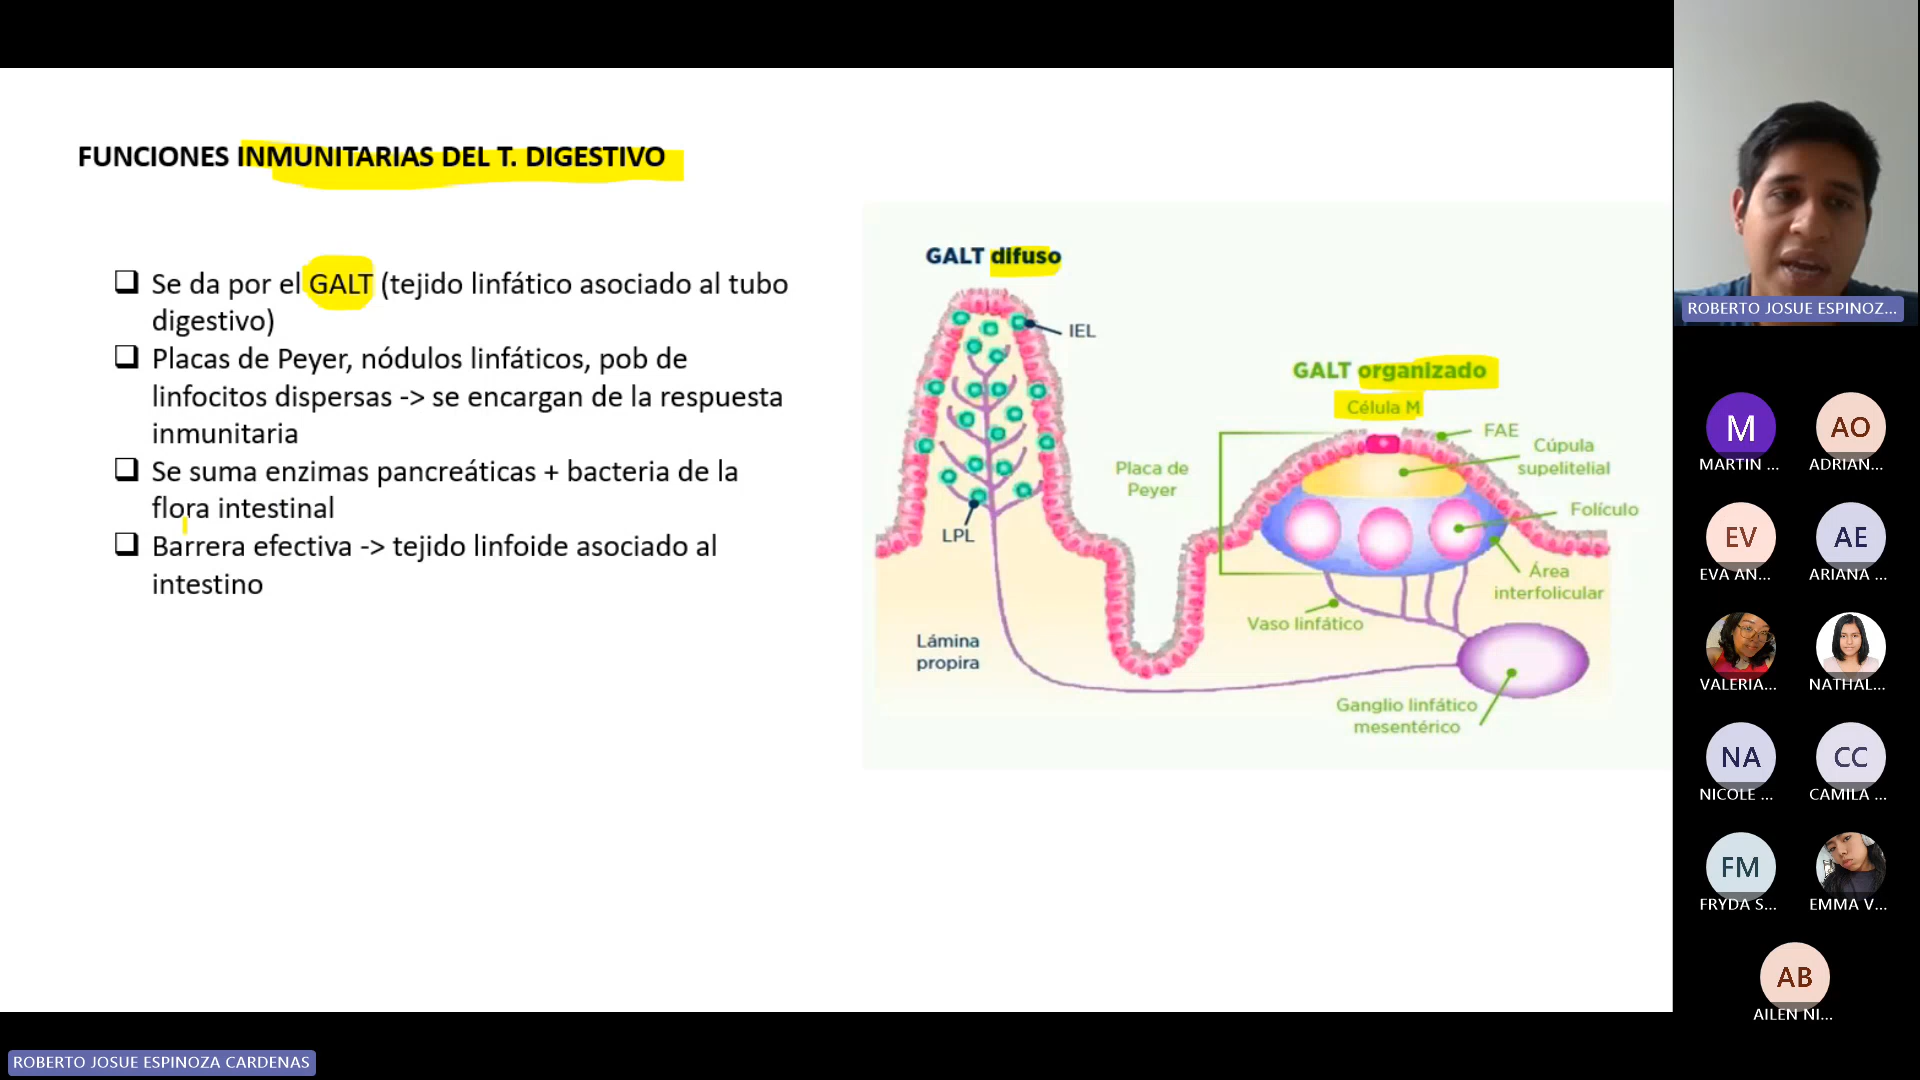 FUNCIONES INMUNITARIAS DEL T. DIGESTIVO
Se da por el GALT (tejido linfático asociado al tubo
digestivo)
Placas de Peyer, nódulos linfáticos, pob de
linfocitos dispersas -> se encargan de la respuesta
inmunitaria
Se suma enzimas pancreáticas + bacteria de la
flora intestinal
Barrera efectiva -> tejido linfoide asociado al
intestino
GALT difuso
IEL
LPL
Lámina
propira
GALT organizado
Célula M
FAE
Cúpula
supelitelial
Placa de
Peyer
Folículo
Área
interfolicular
Vaso linfático
Ganglio linfático
mesentérico
ROBERTO JOSUE ESPINOZ...
M
MARTIN ...
AO
ADRIAN...
EV
EVA AN...
AE
ARIANA ...
VALERIA...
NATHAL...
NA
NICOLE ...
CC
CAMILA ...
FM
FRYDA S...
EMMA V...
AB
AILEN NI...
ROBERTO JOSUE ESPINOZA CARDENAS